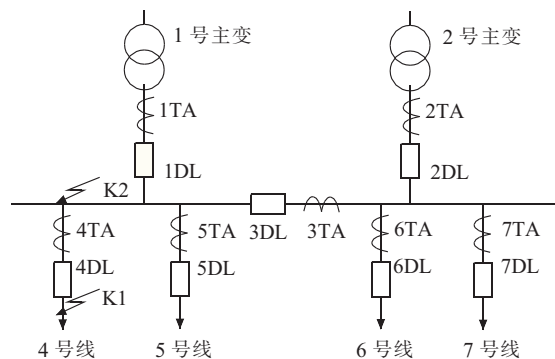 1 号主变
2 号主变
1TA
2TA
1DL
2DL
K2
4TA
5TA
3DL
3TA
6TA
7TA
4DL
5DL
6DL
7DL
K1
4 号线
5 号线
6 号线
7 号线